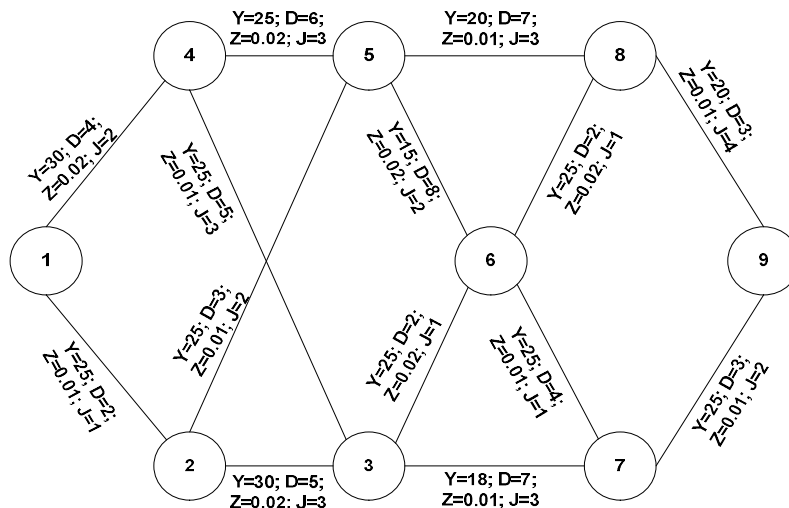 Y=25; D=6;
Z=0.02; J=3
Y=20; D=7;
Z=0.01; J=3
4
5
8
Y=30; D=4;
Z=0.02; J=2
Y=25; D=5;
Z=0.01; J=3
Y=15; D=8;
Z=0.02; J=2
Y=25; D=2;
Z=0.02; J=1
Y=20; D=3;
Z=0.01; J=4
1
6
9
Y=25; D=2;
Z=0.01; J=1
Y=25; D=3;
Z=0.01; J=2
Y=25; D=2;
Z=0.02; J=1
Y=25; D=4;
Z=0.01; J=1
Y=25; D=3;
Z=0.01; J=2
2
3
7
Y=30; D=5;
Z=0.02; J=3
Y=18; D=7;
Z=0.01; J=3